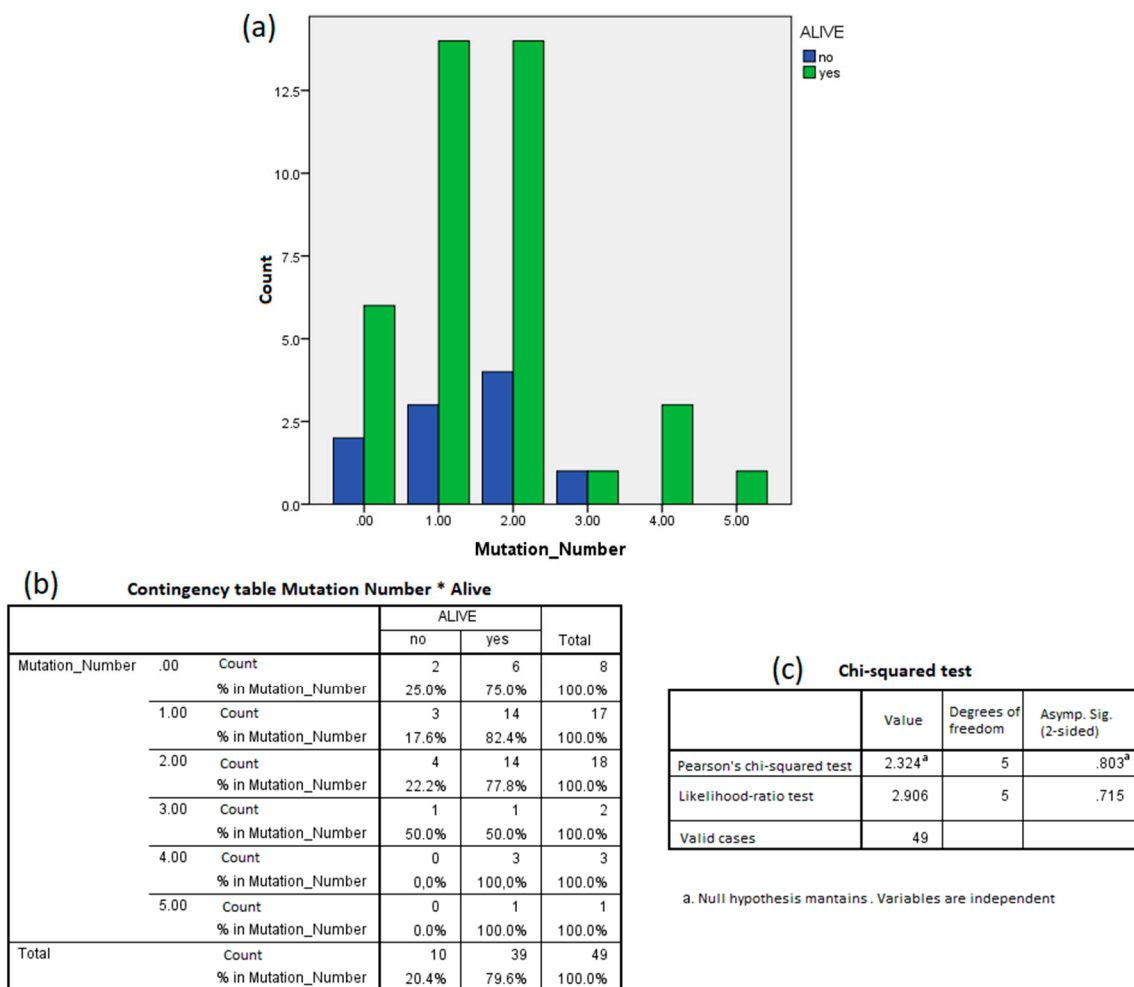 (a)
ALIVE
no
yes
12.5
10.0
7.5
5.0
2.5
0.0
Count
.00 1.00 2.00 3.00 4,00 5.00
Mutation_Number
(b) Contingency table Mutation Number * Alive
ALIVE
no yes Total
Mutation_Number .00 Count 2 6 8
% in Mutation_Number 25.0% 75.0% 100.0%
1.00 Count 3 14 17
% in Mutation_Number 17.6% 82.4% 100.0%
2.00 Count 4 14 18
% in Mutation_Number 22.2% 77.8% 100.0%
3.00 Count 1 1 2
% in Mutation_Number 50.0% 50.0% 100.0%
4.00 Count 0 3 3
% in Mutation_Number 0,0% 100,0% 100.0%
5.00 Count 0 1 1
% in Mutation_Number 0.0% 100.0% 100.0%
Total Count 10 39 49
% in Mutation_Number 20.4% 79.6% 100.0%
(c) Chi-squared test
Value Degrees of freedom Asymp. Sig. (2-sided)
Pearson's chi-squared test 2.324a 5 .803a
Likelihood-ratio test 2.906 5 .715
Valid cases 49
a. Null hypothesis mantains . Variables are independent